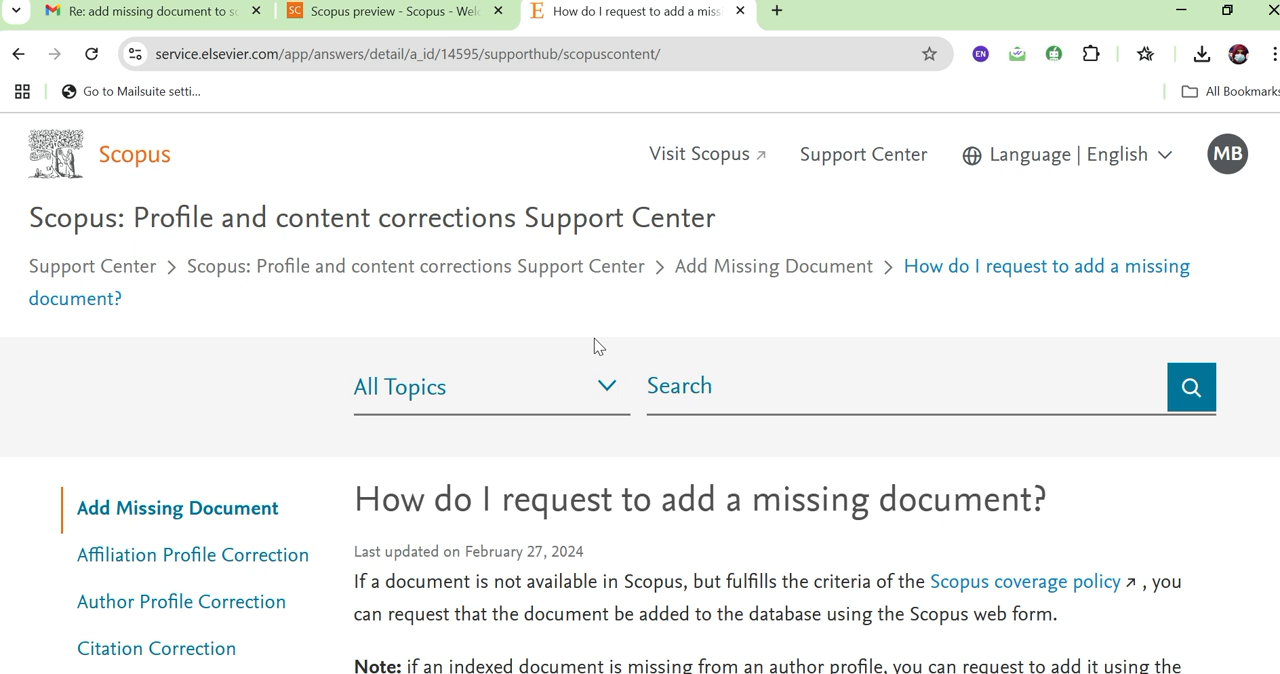 Re: add missing document to sc
SC Scopus preview - Scopus - Welc
E How do I request to add a miss
service.elsevier.com/app/answers/detail/a_id/14595/supporthub/scopuscontent/
EN
Go to Mailsuite setti...
All Bookmarks
Scopus
Visit Scopus
Support Center
Language | English
MB
Scopus: Profile and content corrections Support Center
Support Center > Scopus: Profile and content corrections Support Center > Add Missing Document > How do I request to add a missing
document?
All Topics
Search
Add Missing Document
Affiliation Profile Correction
Author Profile Correction
Citation Correction
How do I request to add a missing document?
Last updated on February 27, 2024
If a document is not available in Scopus, but fulfills the criteria of the Scopus coverage policy ↗ , you
can request that the document be added to the database using the Scopus web form.
Note: if an indexed document is missing from an author profile, you can request to add it using the